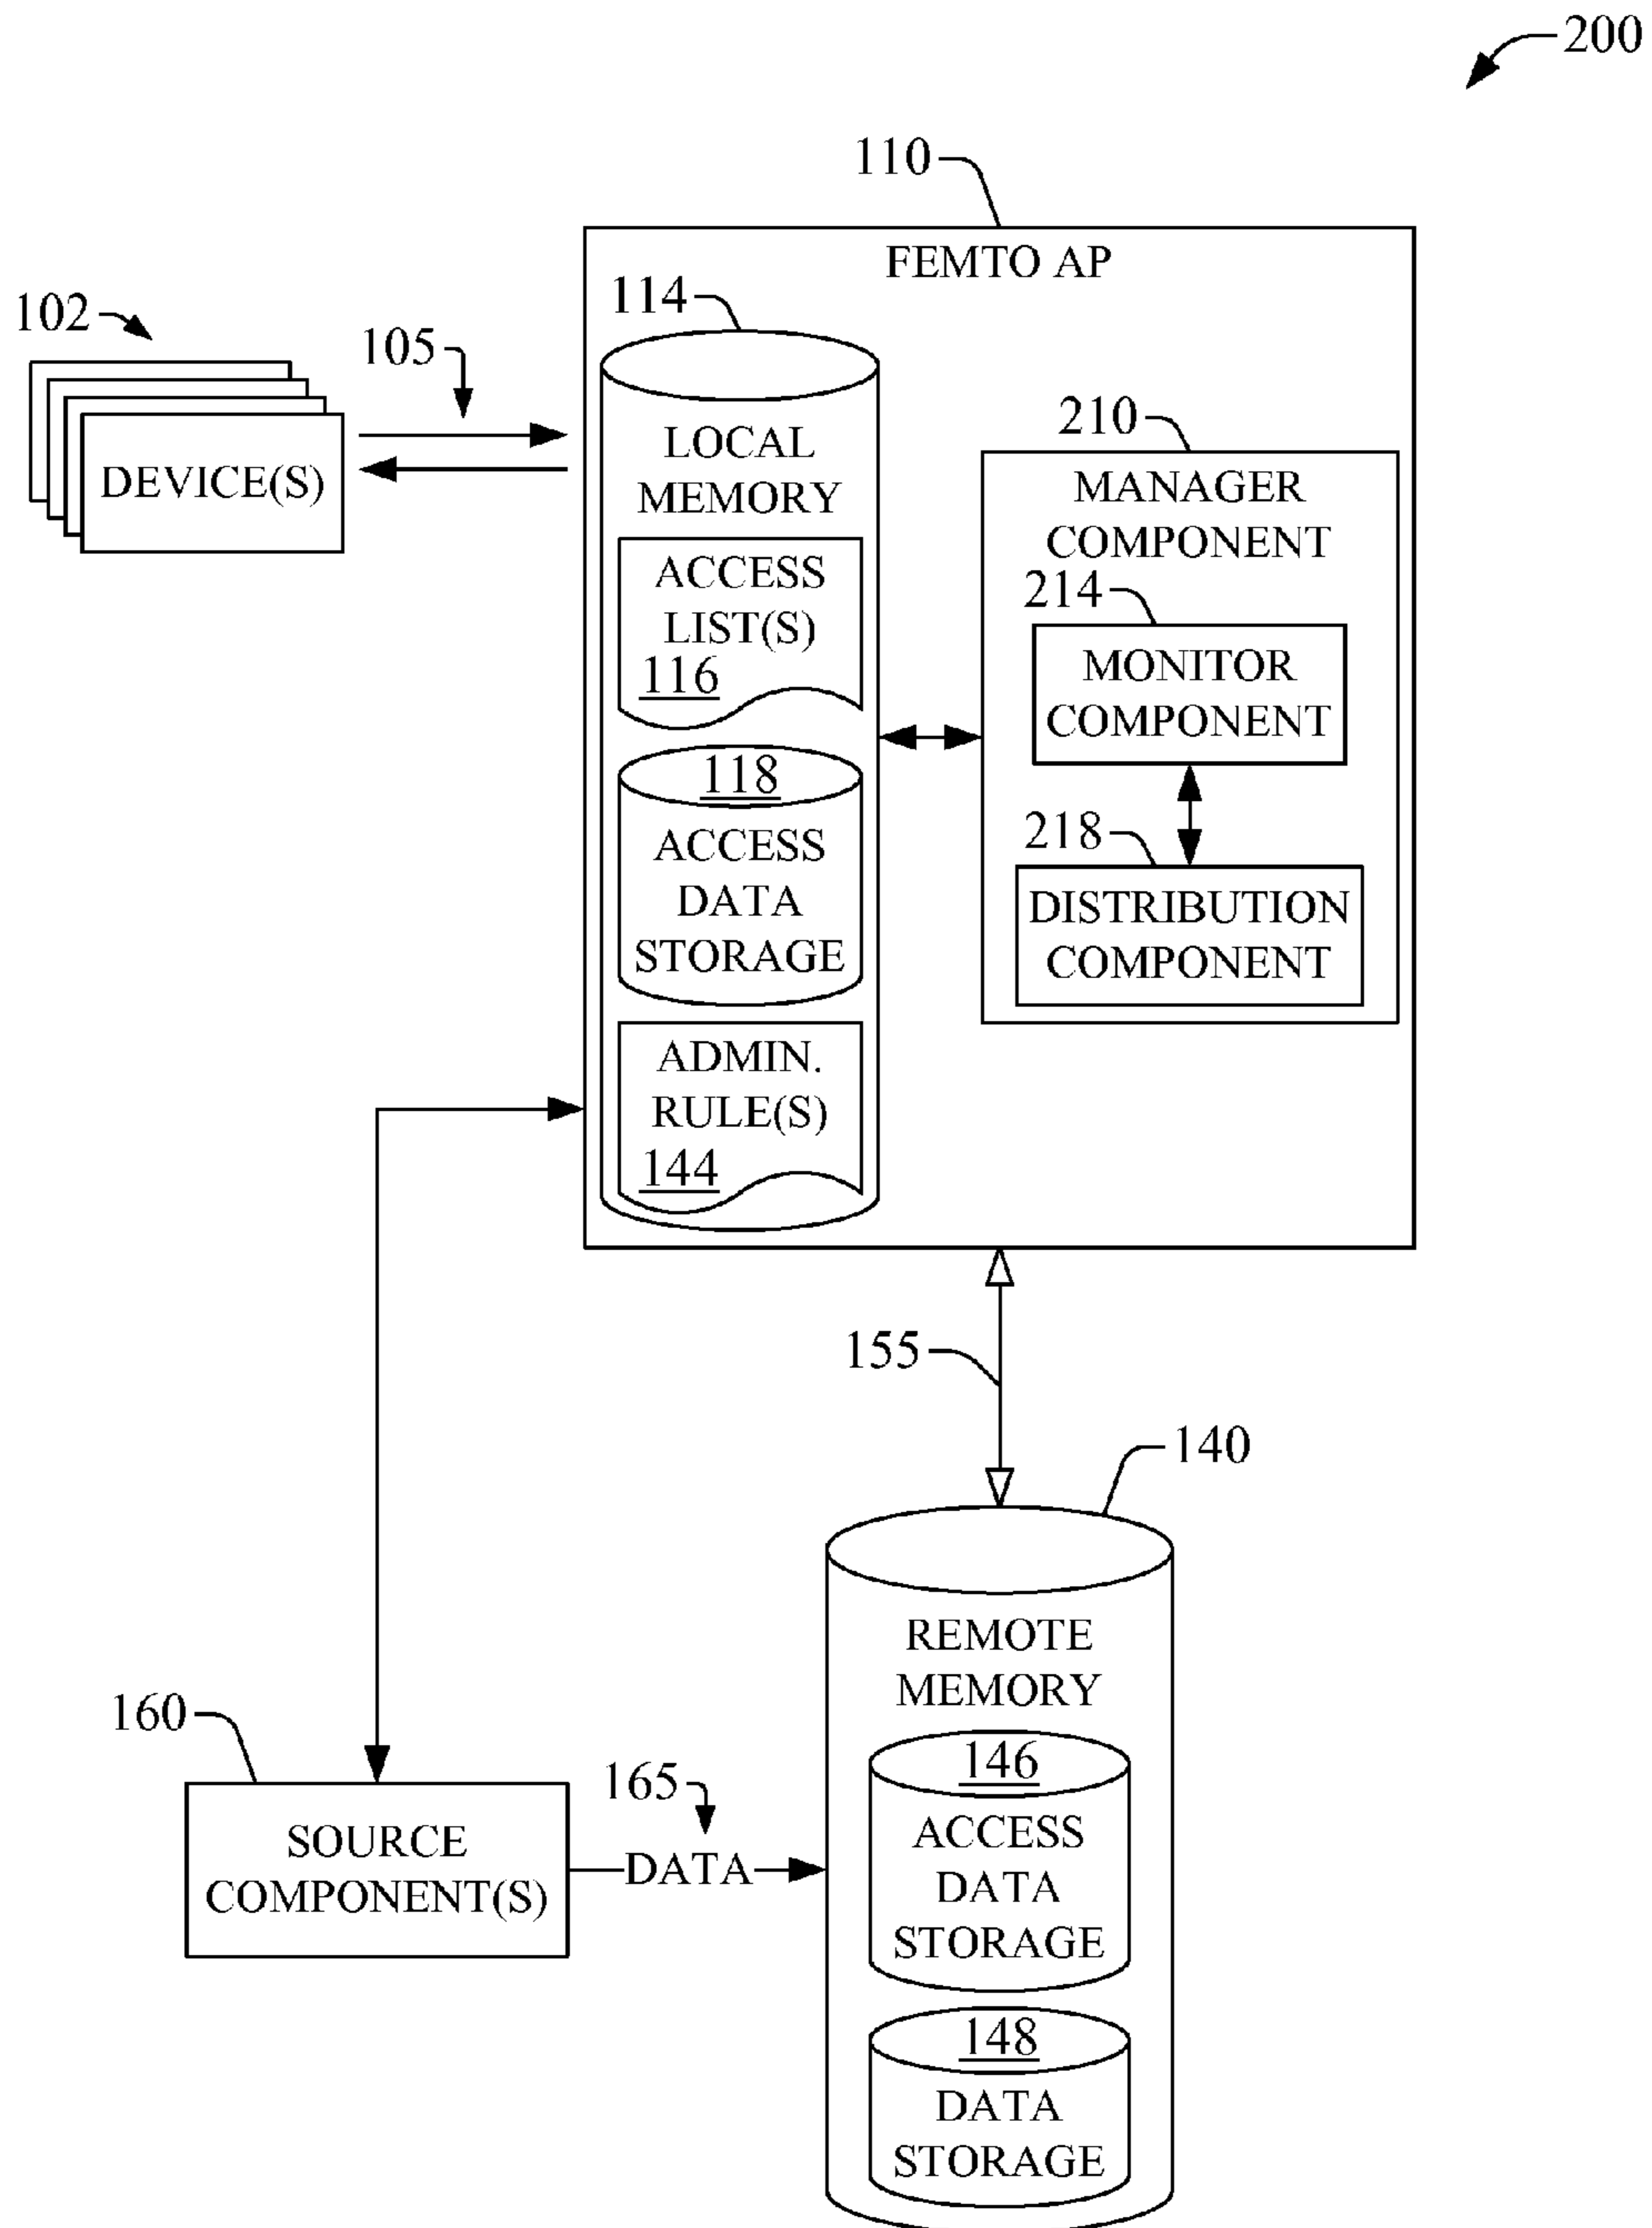 200
110
FEMTO AP
102
105
DEVICE(S)
114
LOCAL
MEMORY
ACCESS
LIST(S)
116
118
ACCESS
DATA
STORAGE
ADMIN.
RULE(S)
144
210
MANAGER
COMPONENT
214
MONITOR
COMPONENT
218
DISTRIBUTION
COMPONENT
155
140
REMOTE
MEMORY
146
ACCESS
DATA
STORAGE
148
DATA
STORAGE
160
SOURCE
COMPONENT(S)
165
DATA